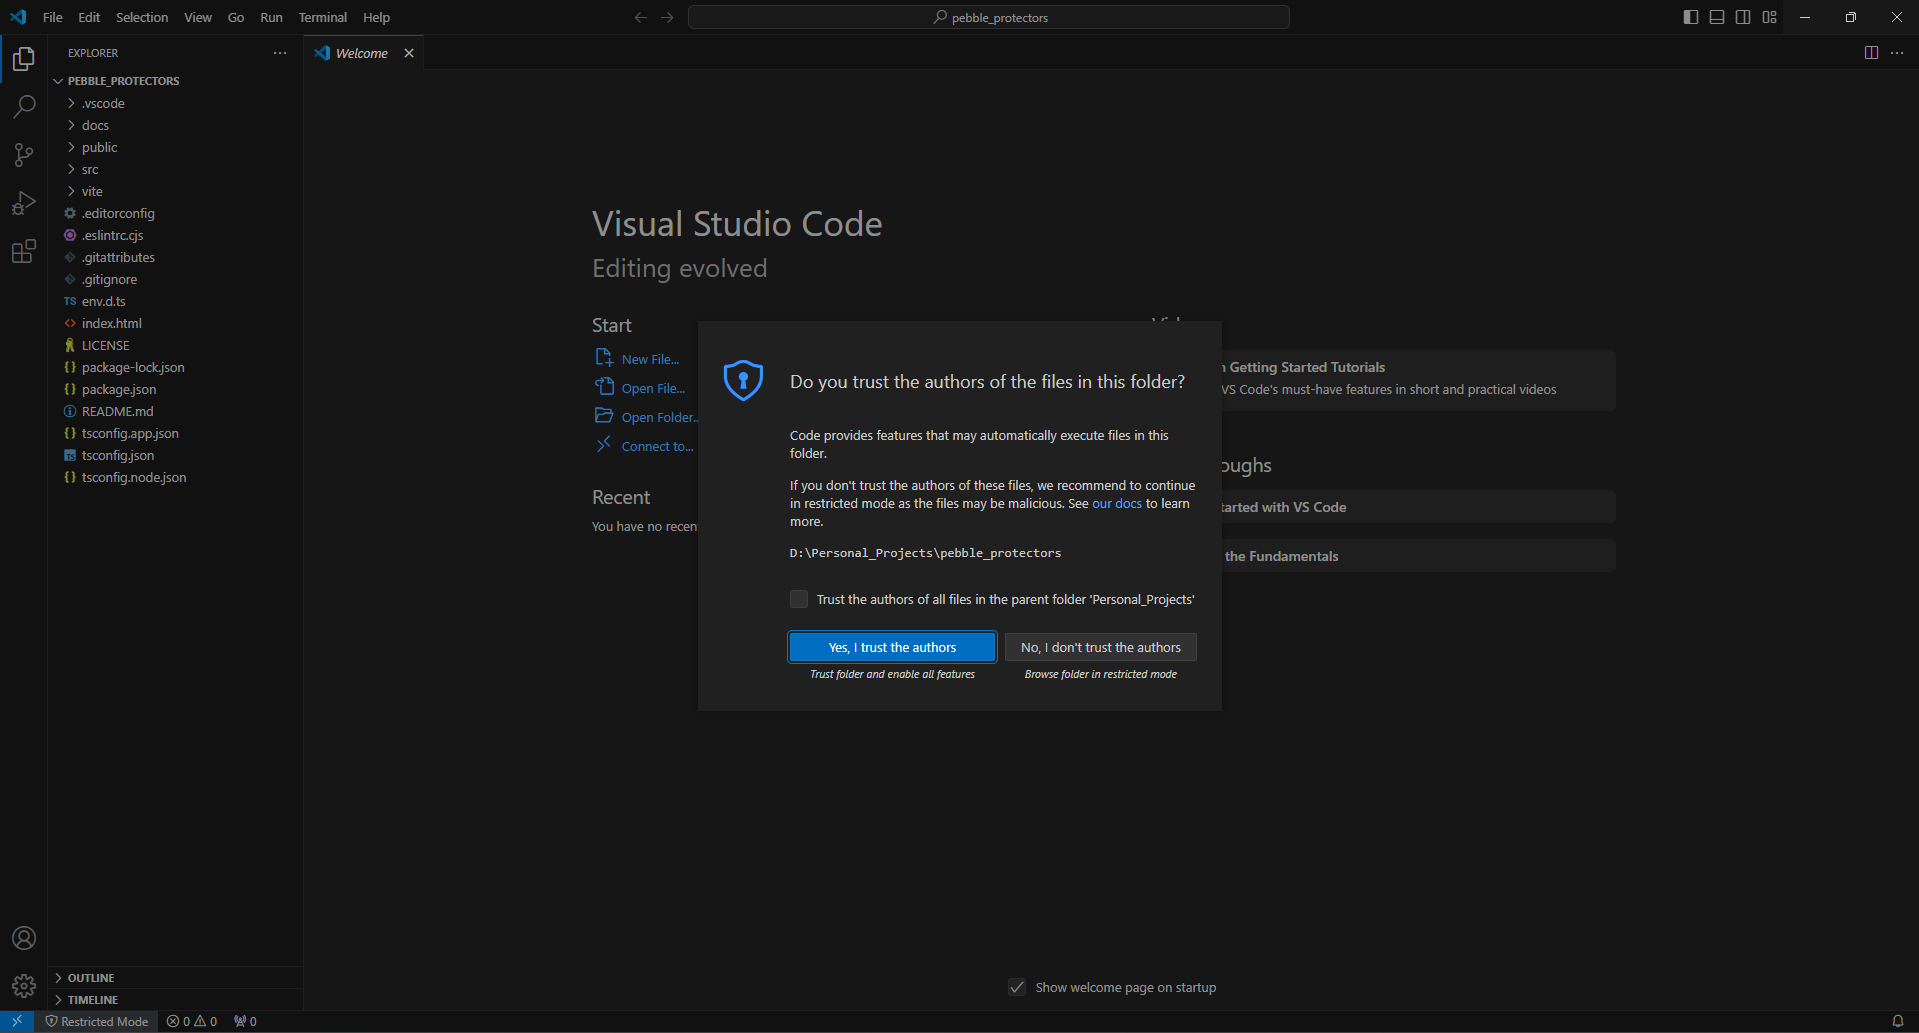 File Edit Selection View Go Run Terminal Help
pebble_protectors
EXPLORER
Welcome
PEBBLE_PROTECTORS
.vscode
docs
public
src
vite
.editorconfig
.eslintrc.cjs
.gitattributes
.gitignore
TS env.d.ts
index.html
LICENSE
package-lock.json
package.json
README.md
tsconfig.app.json
tsconfig.json
tsconfig.node.json
OUTLINE
TIMELINE
Visual Studio Code
Editing evolved
Start
New File...
Open File...
Open Folder..
Connect to...
Recent
You have no recen
Getting Started Tutorials
VS Code's must-have features in short and practical videos
oughs
tarted with VS Code
the Fundamentals
Do you trust the authors of the files in this folder?
Code provides features that may automatically execute files in this
folder.
If you don't trust the authors of these files, we recommend to continue
in restricted mode as the files may be malicious. See our docs to learn
more.
D:\Personal_Projects\pebble_protectors
Trust the authors of all files in the parent folder 'Personal_Projects'
Yes, I trust the authors
No, I don't trust the authors
Trust folder and enable all features
Browse folder in restricted mode
Show welcome page on startup
Restricted Mode 0 0 0